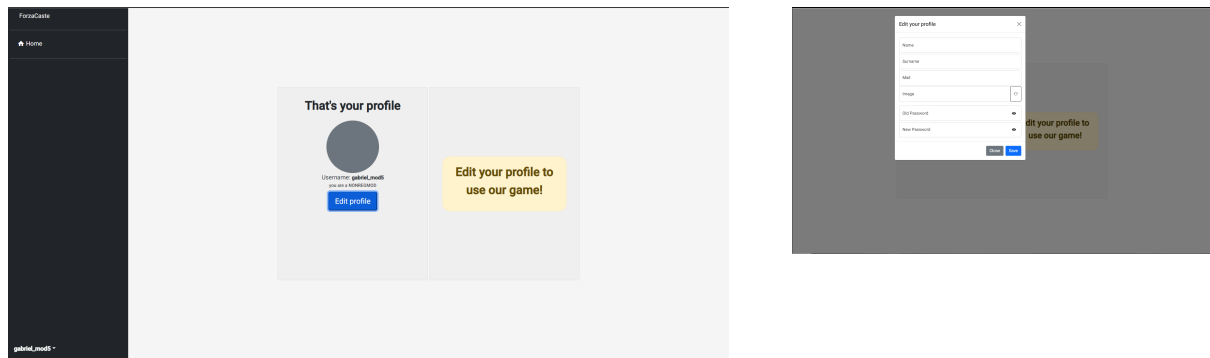 ForzaCaste
Home
That's your profile
Username: gabriel_mod5
you are a NONREGMOD
Edit profile
Edit your profile to
use our game!
gabriel_mod5
Edit your profile
Name
Surname
Mail
Image
Old Password
New Password
Close Save
dit your profile to
use our game!